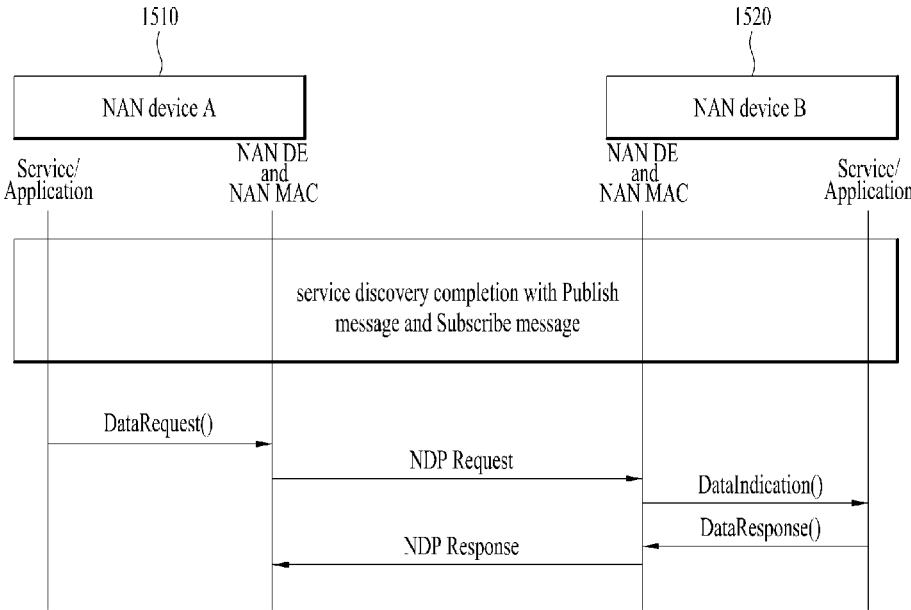 1510
1520
NAN device A
NAN device B
Service/
Application
NAN DE
and
NAN MAC
NAN DE
and
NAN MAC
Service/
Application
service discovery completion with Publish
message and Subscribe message
DataRequest()
NDP Request
DataIndication()
DataResponse()
NDP Response